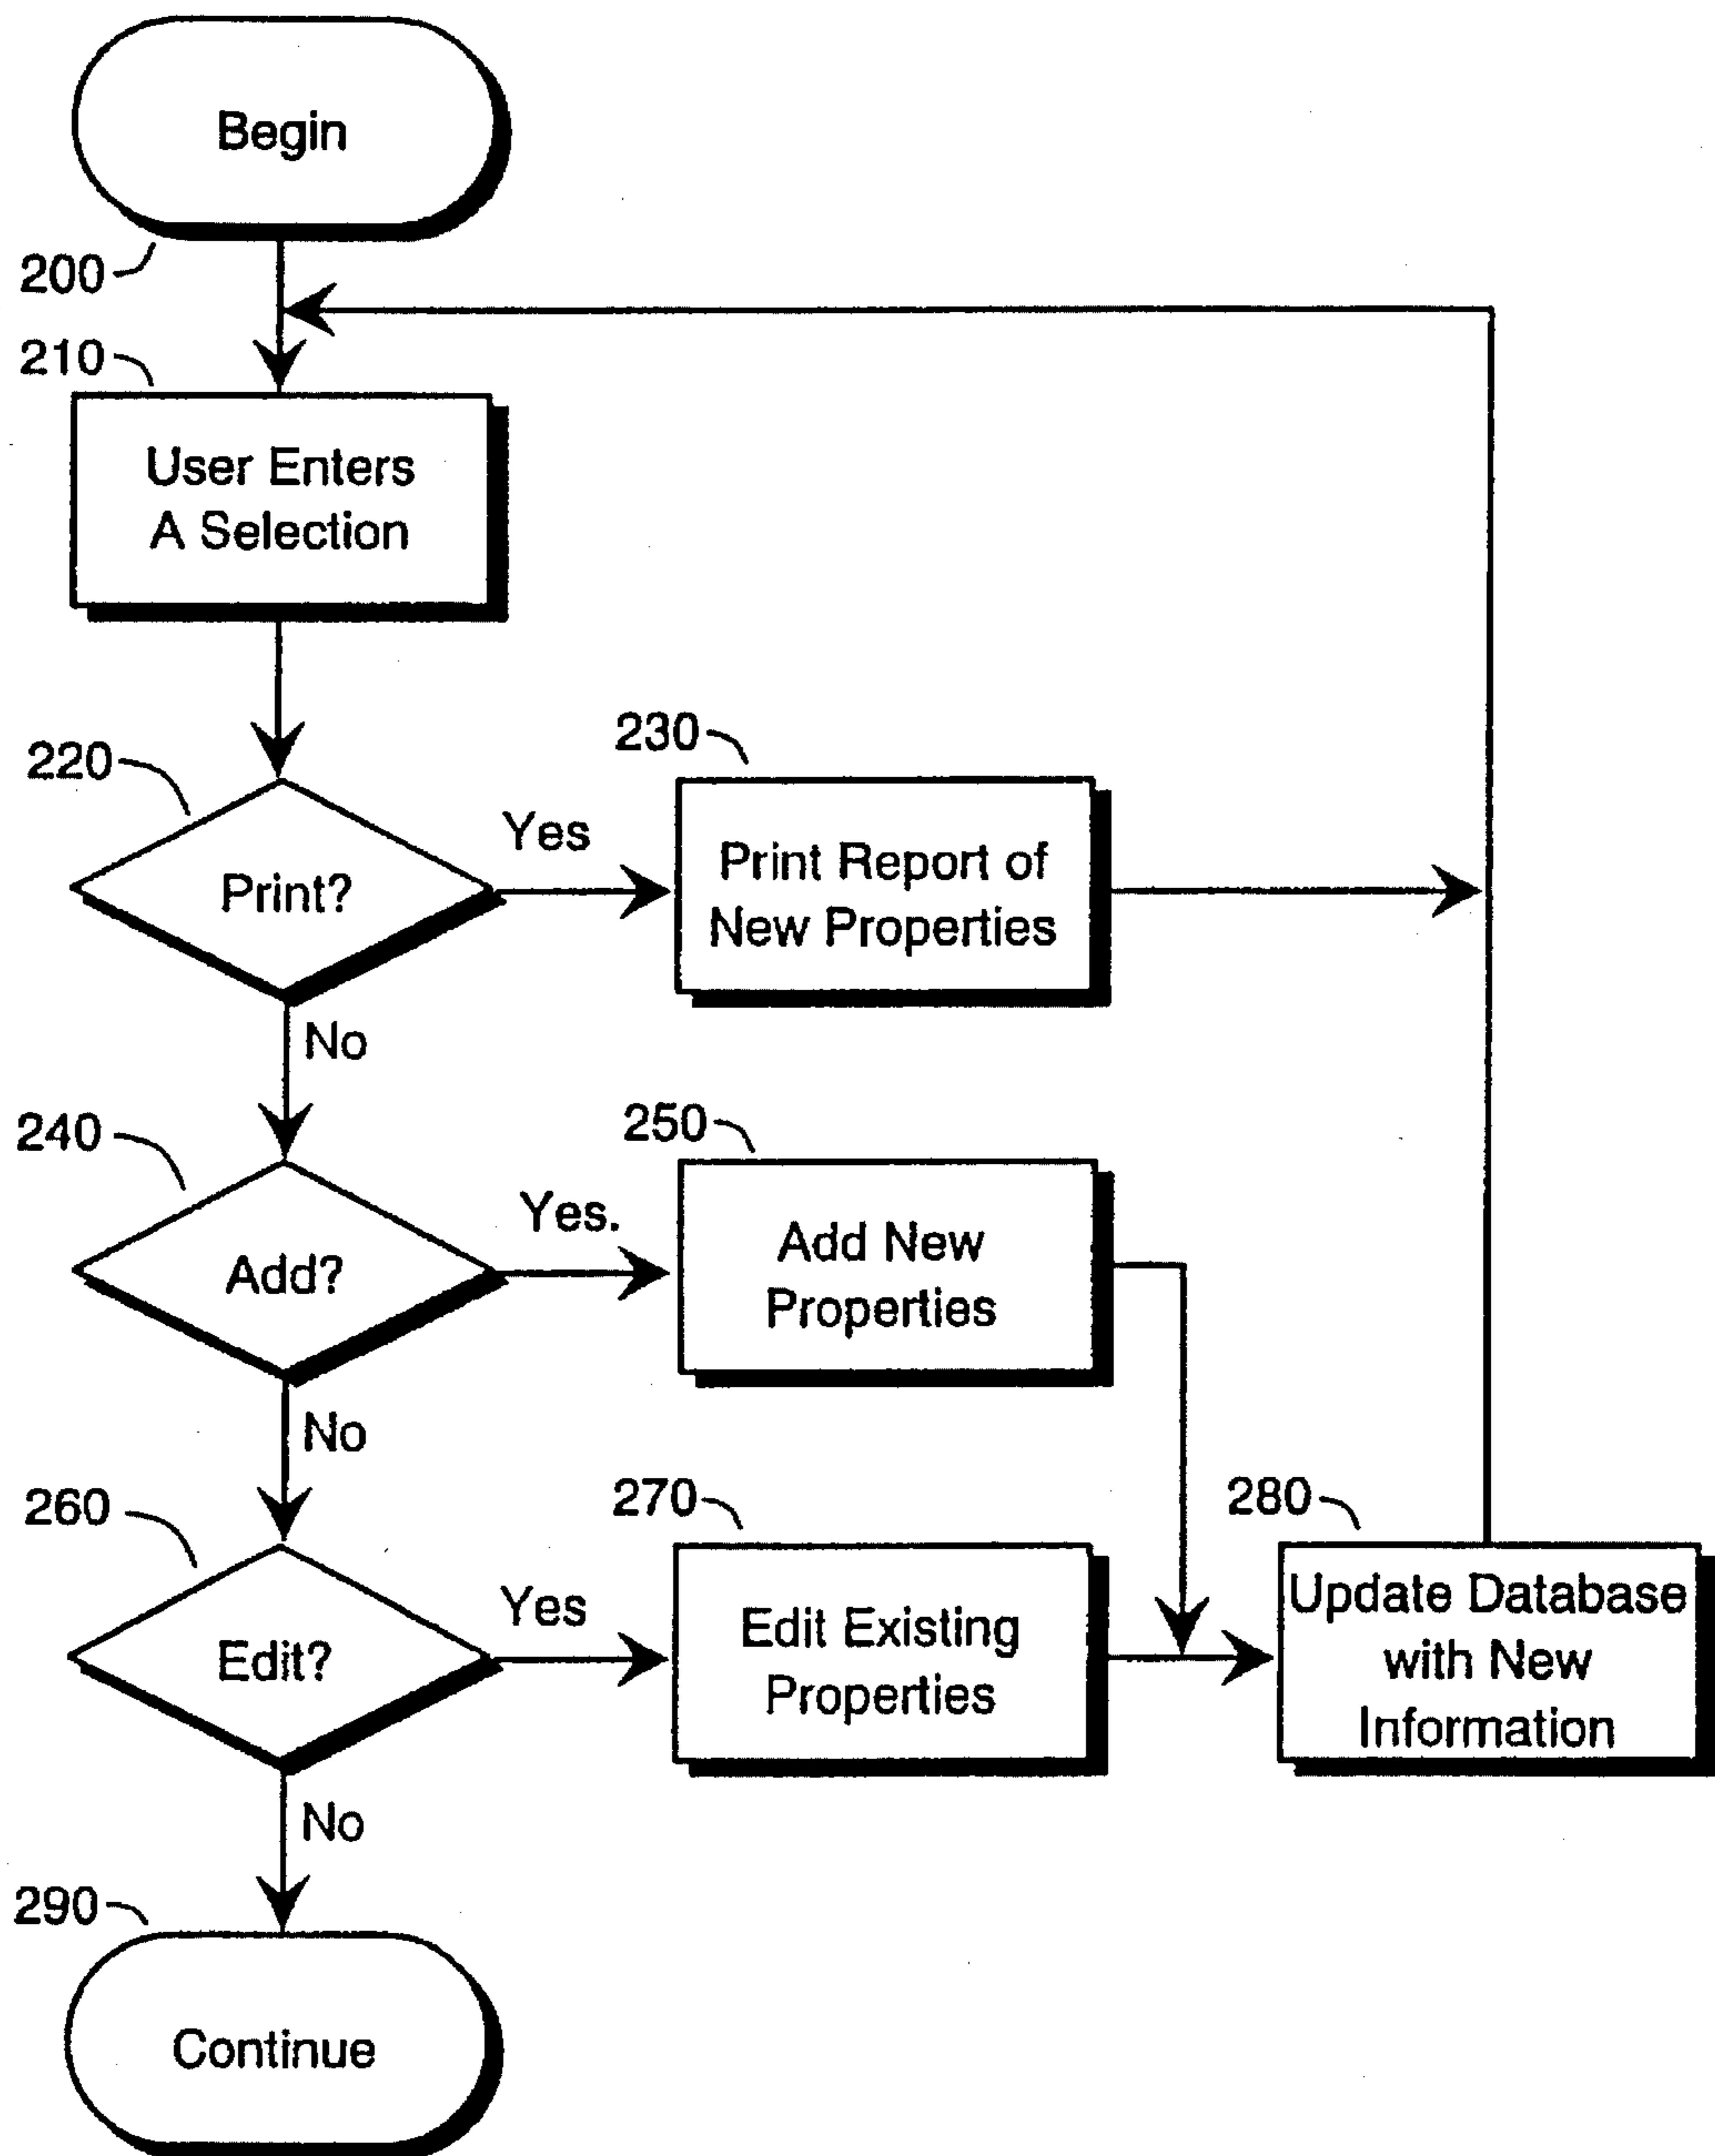 Begin
200
210
User Enters
A Selection
220
Print?
Yes
230
Print Report of
New Properties
No
240
Add?
Yes.
250
Add New
Properties
No
260
Edit?
Yes
270
Edit Existing
Properties
280
Update Database
with New
Information
No
290
Continue